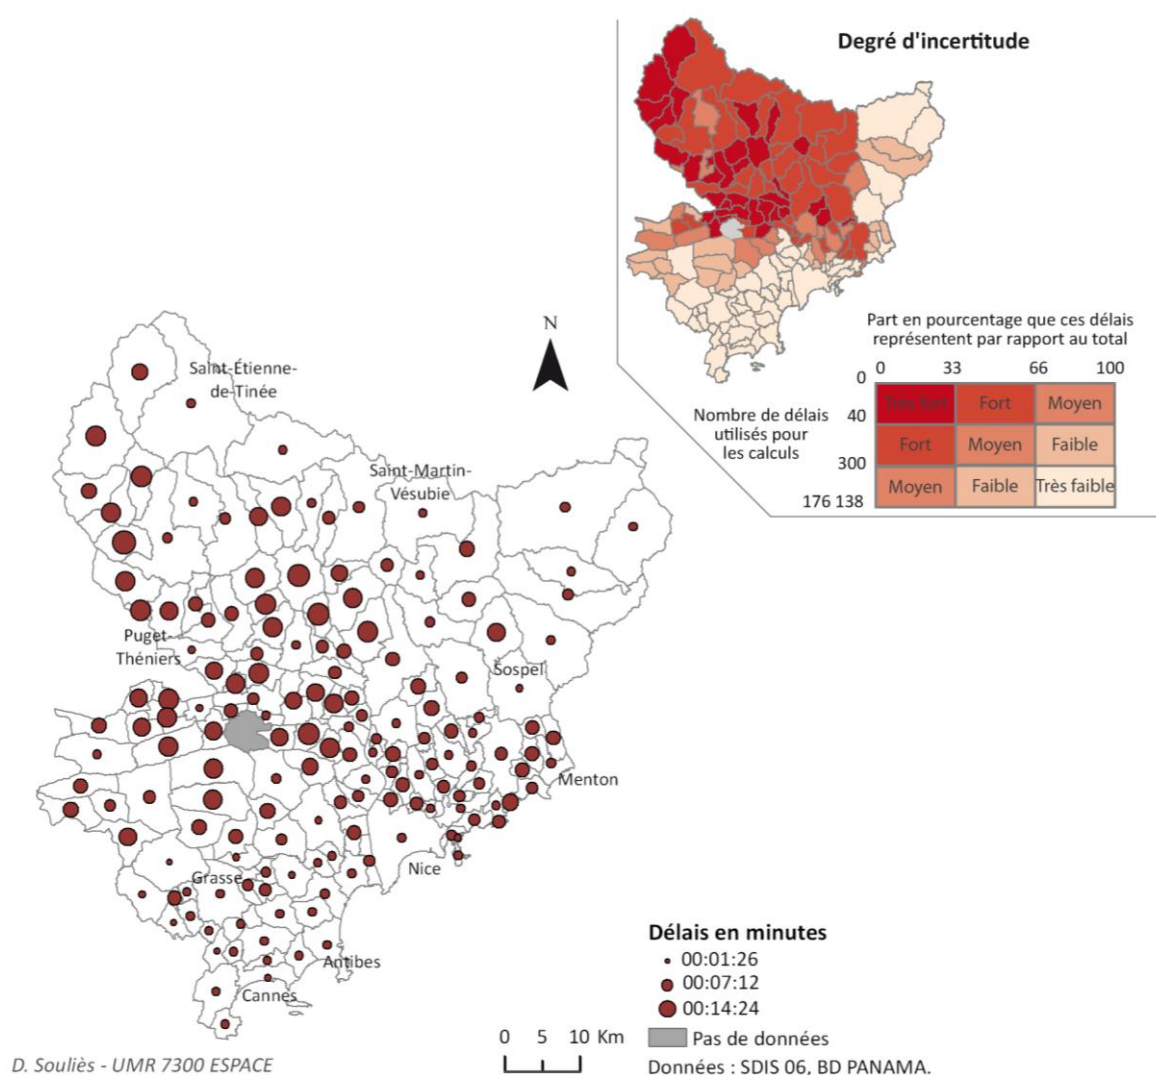 Degré d'incertitude
Part en pourcentage que ces délais
représentent par rapport au total
0 33 66 100
0
40
300
176 138
Nombre de délais
utilisés pour
les calculs
Très fort Fort Moyen
Fort Moyen Faible
Moyen Faible Très faible
N
Saint-Étienne-
de-Tinée
Saint-Martin-
Vésubie
Puget-
Théniers
Sospel
Menton
Nice
Grasse
Antibes
Cannes
Délais en minutes
00:01:26
00:07:12
00:14:24
Pas de données
Données : SDIS 06, BD PANAMA.
0 5 10 Km
D. Souliès - UMR 7300 ESPACE